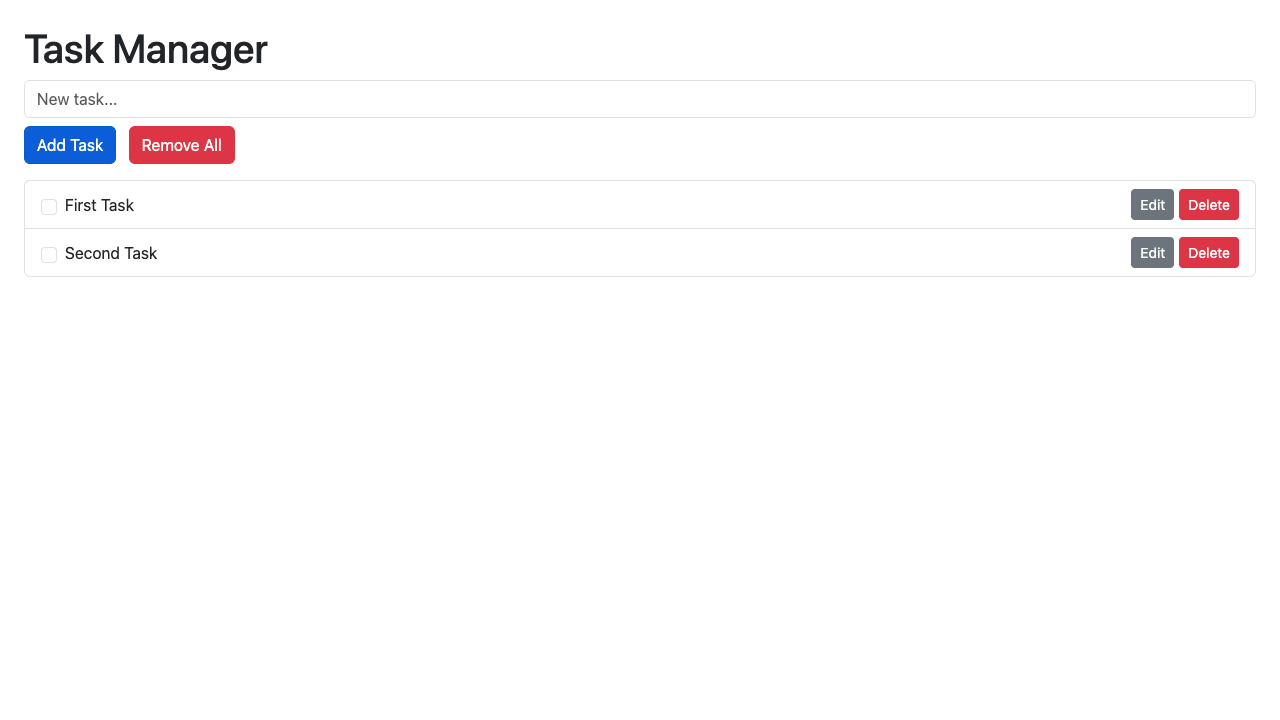 Task Manager
New task...
Add Task Remove All
First Task Edit Delete
Second Task Edit Delete